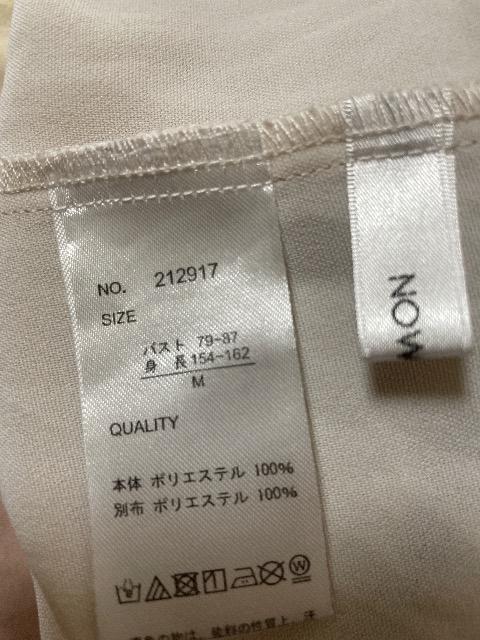 NO. 212917
SIZE
バスト 79-87
身 長 154-162
M
QUALITY
本体 ポリエステル 100%
別布 ポリエステル 100%
W
NOW